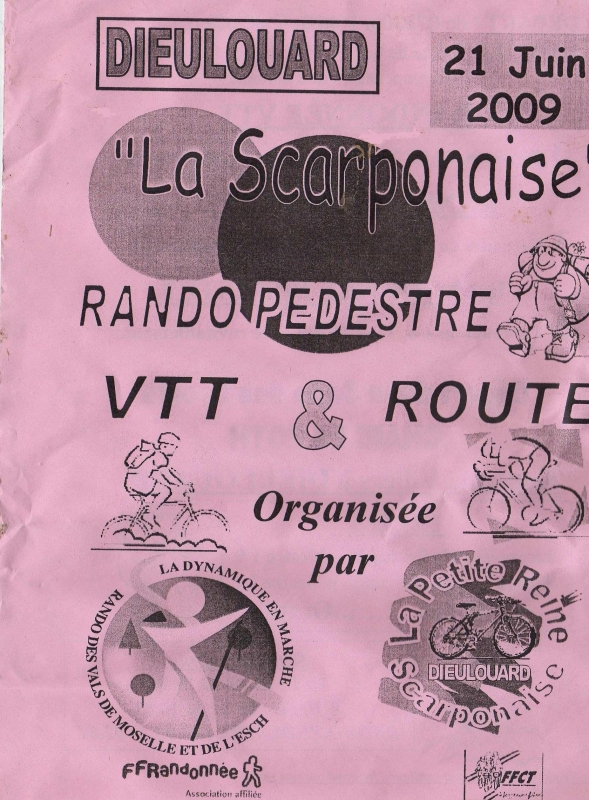 DIEULOUARD
21 Juin
2009
"La Scarponaise"
RANDO PEDESTRE
VTT & ROUTE
Organisée
par
LA DYNAMIQUE EN MARCHE
RANDO DES VALS DE MOSELLE ET DE L'ESCH
FFRandonnée
Association affiliée
La Petite Reine
DIEULOUARD
Scarponaise
FFCT